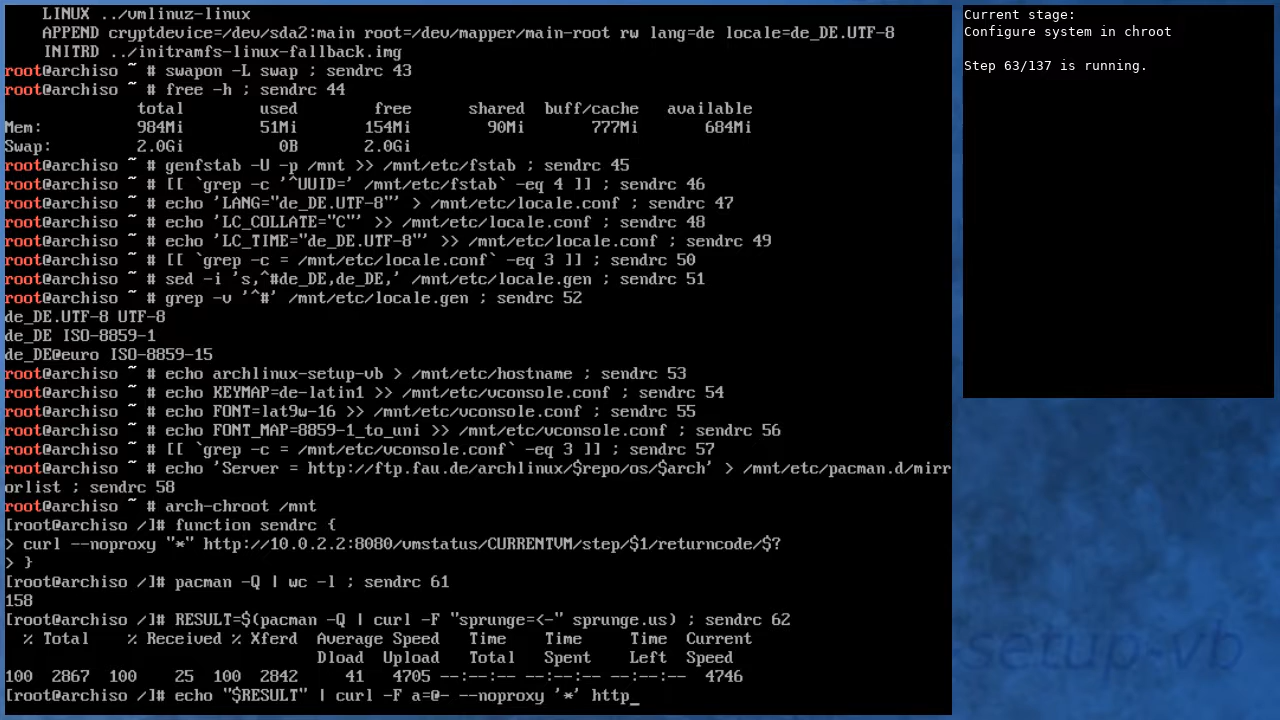 LINUX ../vmlinuz-linux
APPEND cryptdevice=/dev/sda2:main root=/dev/mapper/main-root rw lang=de locale=de_DE.UTF-8
INITRD ../initramfs-linux-fallback.img
root@archiso ~ # swapon -L swap ; sendrc 43
root@archiso ~ # free -h ; sendrc 44
total used free shared buff/cache available
Mem: 984Mi 51Mi 154Mi 90Mi 777Mi 684Mi
Swap: 2.0Gi 0B 2.0Gi
root@archiso ~ # genfstab -U -p /mnt >> /mnt/etc/fstab ; sendrc 45
root@archiso ~ # [[ `grep -c '^UUID=' /mnt/etc/fstab` -eq 4 ]] ; sendrc 46
root@archiso ~ # echo 'LANG="de_DE.UTF-8"' > /mnt/etc/locale.conf ; sendrc 47
root@archiso ~ # echo 'LC_COLLATE="C"' >> /mnt/etc/locale.conf ; sendrc 48
root@archiso ~ # echo 'LC_TIME="de_DE.UTF-8"' >> /mnt/etc/locale.conf ; sendrc 49
root@archiso ~ # [[ `grep -c = /mnt/etc/locale.conf` -eq 3 ]] ; sendrc 50
root@archiso ~ # sed -i 's,^#de_DE,de_DE,' /mnt/etc/locale.gen ; sendrc 51
root@archiso ~ # grep -v '^#' /mnt/etc/locale.gen ; sendrc 52
de_DE.UTF-8 UTF-8
de_DE ISO-8859-1
de_DE@euro ISO-8859-15
root@archiso ~ # echo archlinux-setup-vb > /mnt/etc/hostname ; sendrc 53
root@archiso ~ # echo KEYMAP=de-latin1 >> /mnt/etc/vconsole.conf ; sendrc 54
root@archiso ~ # echo FONT=lat9w-16 >> /mnt/etc/vconsole.conf ; sendrc 55
root@archiso ~ # echo FONT_MAP=8859-1_to_uni >> /mnt/etc/vconsole.conf ; sendrc 56
root@archiso ~ # [[ `grep -c = /mnt/etc/vconsole.conf` -eq 3 ]] ; sendrc 57
root@archiso ~ # echo 'Server = http://ftp.fau.de/archlinux/$repo/os/$arch' > /mnt/etc/pacman.d/mirr
orlist ; sendrc 58
root@archiso ~ # arch-chroot /mnt
[root@archiso /]# function sendrc {
> curl --noproxy "*" http://10.0.2.2:8080/vmstatus/CURRENTVM/step/$1/returncode/$?
> }
[root@archiso /]# pacman -Q | wc -l ; sendrc 61
158
[root@archiso /]# RESULT=$(pacman -Q | curl -F "sprunge=<-" sprunge.us) ; sendrc 62
% Total % Received % Xferd Average Speed Time Time Time Current
Dload Upload Total Spent Left Speed
100 2867 100 25 100 2842 41 4705 --:--:-- --:--:-- --:--:-- 4746
[root@archiso /]# echo "$RESULT" | curl -F a=@- --noproxy '*' http_
Current stage:
Configure system in chroot
Step 63/137 is running.
-setup-vb